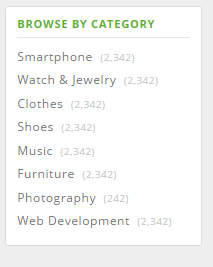 BROWSE BY CATEGORY
Smartphone (2,342)
Watch & Jewelry (2,342)
Clothes (2,342)
Shoes (2,342)
Music (2,342)
Furniture (2,342)
Photography (242)
Web Development (2,342)